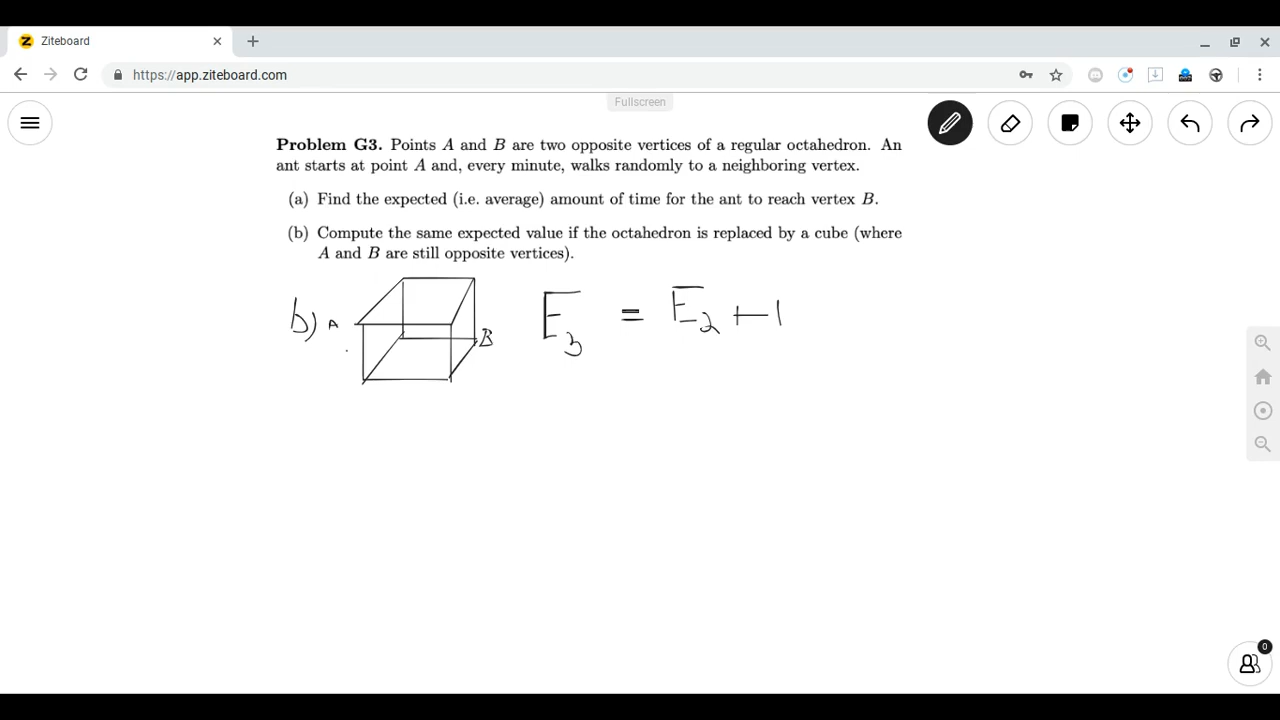 Ziteboard
https://app.ziteboard.com
Fullscreen
Problem G3. Points A and B are two opposite vertices of a regular octahedron. An
ant starts at point A and, every minute, walks randomly to a neighboring vertex.
(a) Find the expected (i.e. average) amount of time for the ant to reach vertex B.
(b) Compute the same expected value if the octahedron is replaced by a cube (where
A and B are still opposite vertices).
b) A B E₃ = E₂ + 1
0